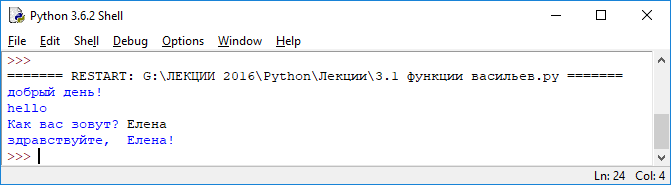 Python 3.6.2 Shell
File Edit Shell Debug Options Window Help
>>>
======= RESTART: G:\ЛЕКЦИИ 2016\Python\Лекции\3.1 функции васильев.py =======
добрый день!
hello
Как вас зовут? Елена
здравствуйте,  Елена!
>>>
Ln: 24 Col: 4